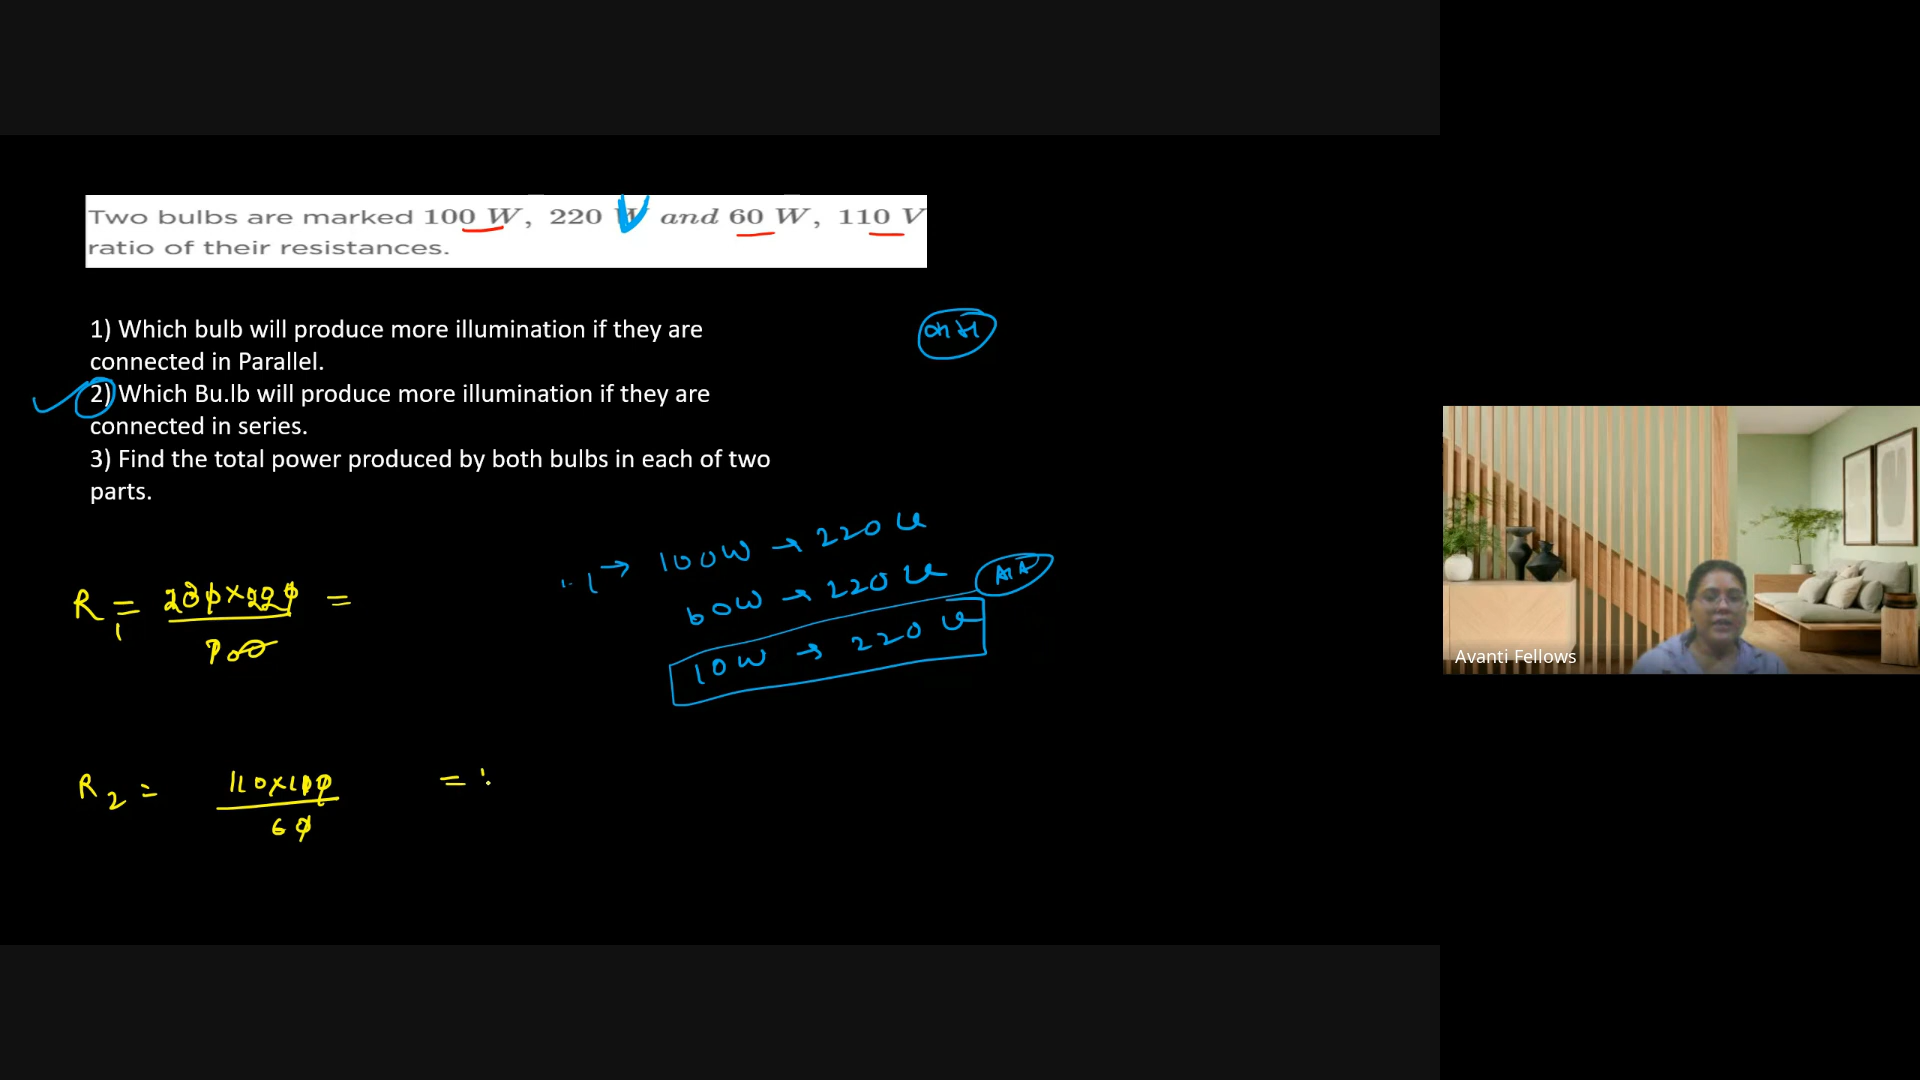 Two bulbs are marked 100 W, 220 V and 60 W, 110 V
ratio of their resistances.
1) Which bulb will produce more illumination if they are
connected in Parallel.
2) Which Bu.lb will produce more illumination if they are
connected in series.
3) Find the total power produced by both bulbs in each of two
parts.
100W → 220 V
60W → 220 V
10W → 220 V
R1 = 220×220 / 100 =
R2 = 110×110 / 60 =
Avanti Fellows